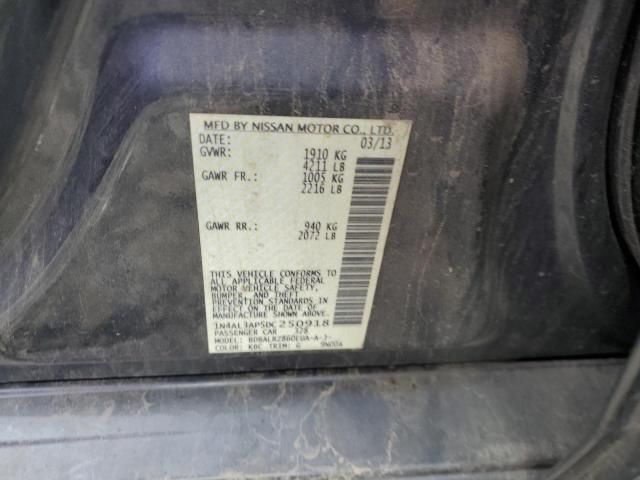 MFD BY NISSAN MOTOR CO., LTD.
DATE: 03/13
GVWR: 1910 KG
4211 LB
GAWR FR.: 1005 KG
2216 LB
GAWR RR.: 940 KG
2072 LB
THIS VEHICLE CONFORMS TO
ALL APPLICABLE FEDERAL
MOTOR VEHICLE SAFETY,
BUMPER, AND THEFT
PREVENTION STANDARDS IN
EFFECT ON THE DATE OF
MANUFACTURE SHOWN ABOVE.
1N4AL3AP5DC250918
PASSENGER CAR 328
MODEL:
COLOR: KBC TRIM: G 9N00A